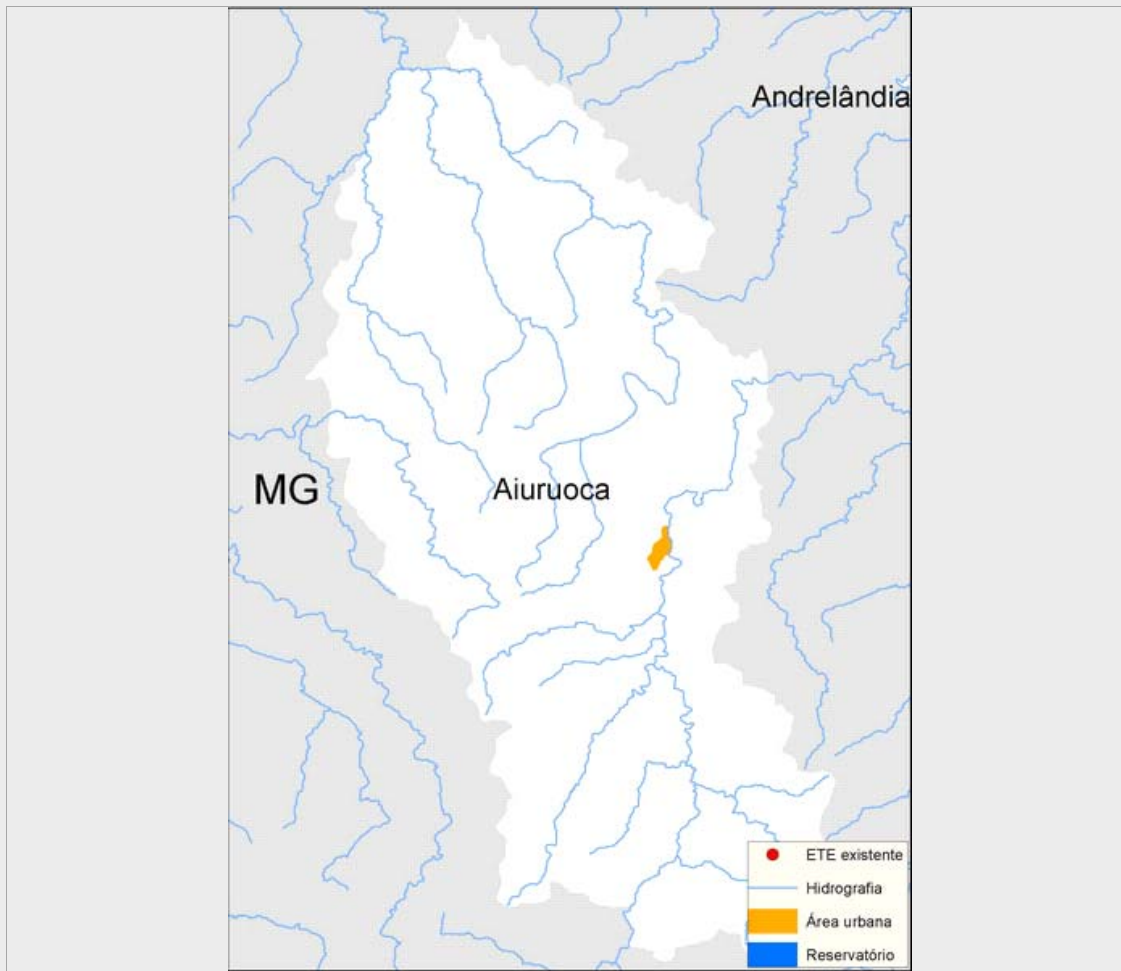 Andrelândia
MG
Aiuruoca
ETE existente
Hidrografia
Área urbana
Reservatório